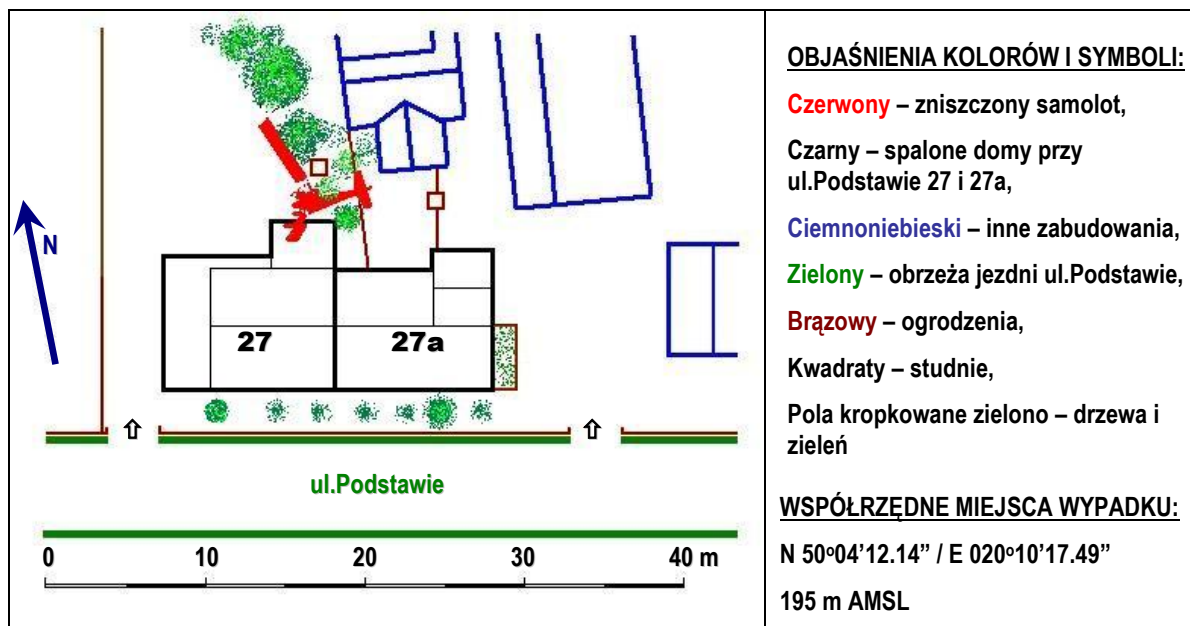 N
27
27a
ul.Podstawie
0 10 20 30 40 m
OBJAŚNIENIA KOLORÓW I SYMBOLI:
Czerwony – zniszczony samolot,
Czarny – spalone domy przy
ul.Podstawie 27 i 27a,
Ciemnoniebieski – inne zabudowania,
Zielony – obrzeża jezdni ul.Podstawie,
Brązowy – ogrodzenia,
Kwadraty – studnie,
Pola kropkowane zielono – drzewa i
zieleń
WSPÓŁRZĘDNE MIEJSCA WYPADKU:
N 50º04’12.14” / E 020º10’17.49”
195 m AMSL